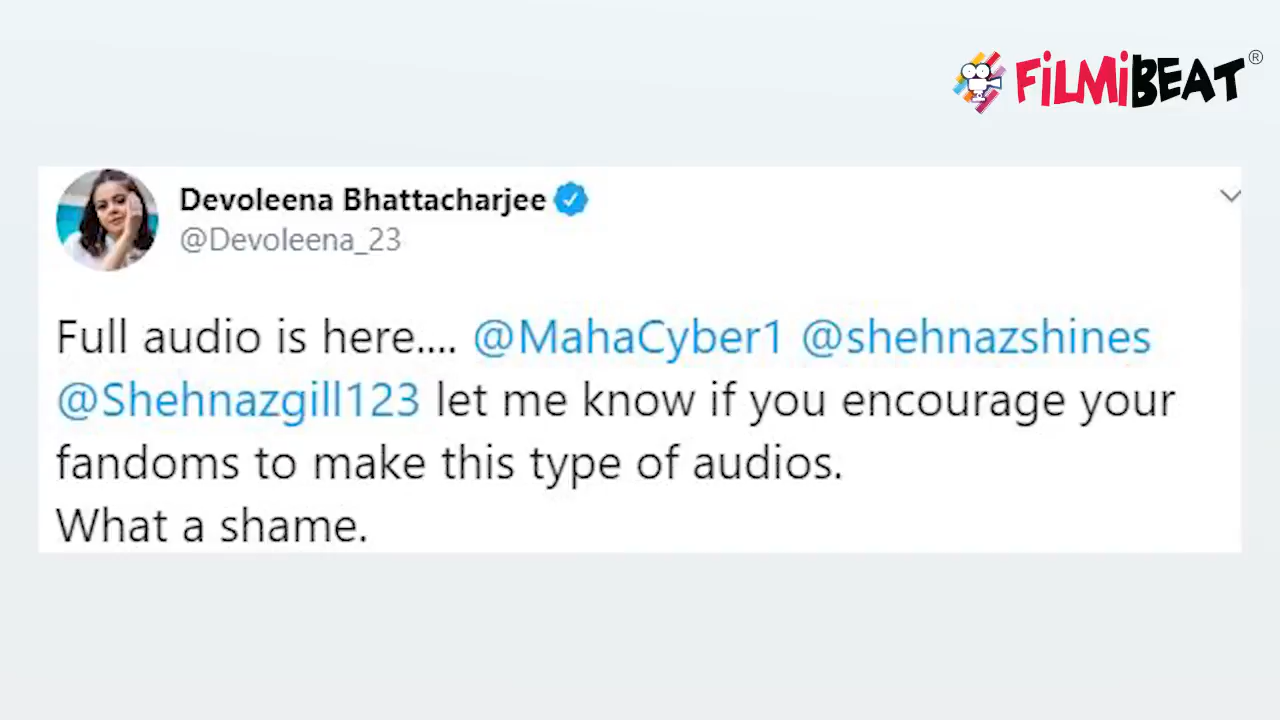 FiLMiBEAT®
Devoleena Bhattacharjee
@Devoleena_23
Full audio is here.... @MahaCyber1 @shehnazshines
@Shehnazgill123 let me know if you encourage your
fandoms to make this type of audios.
What a shame.